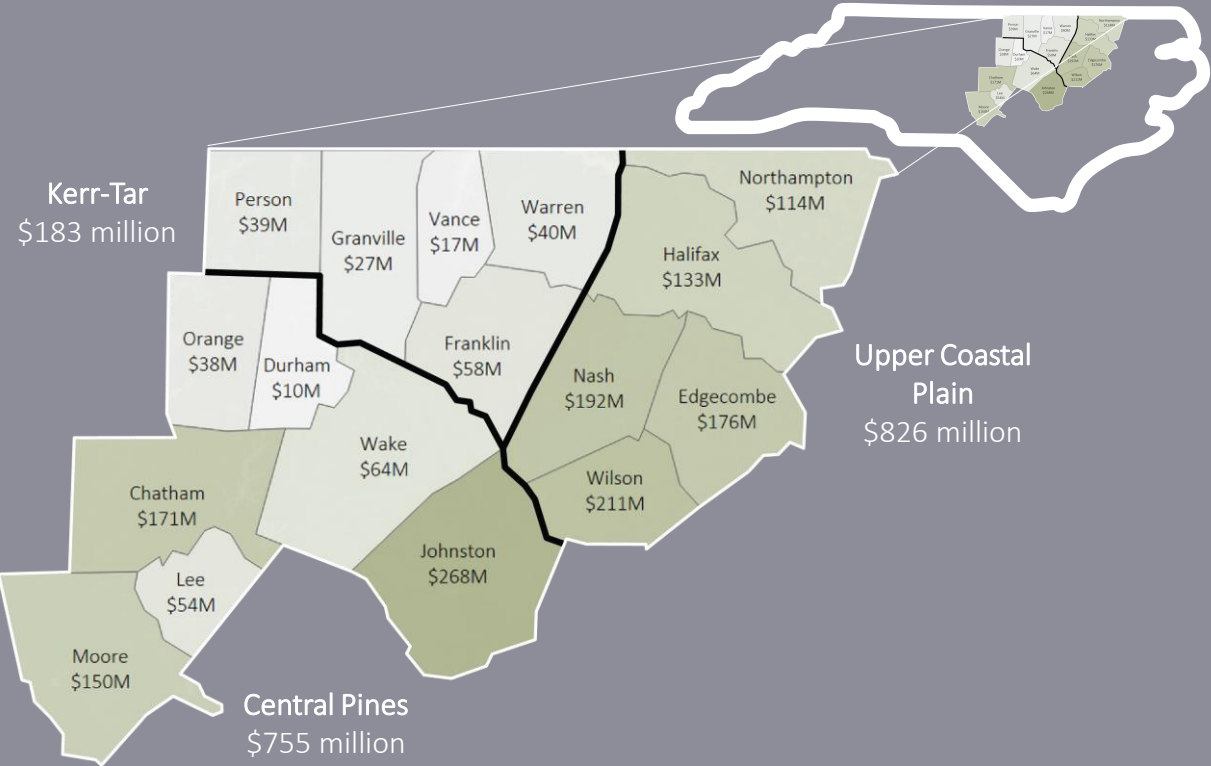 Kerr-Tar
$183 million
Person
$39M
Granville
$27M
Vance
$17M
Warren
$40M
Franklin
$58M
Northampton
$114M
Halifax
$133M
Nash
$192M
Edgecombe
$176M
Wilson
$211M
Upper Coastal
Plain
$826 million
Orange
$38M
Durham
$10M
Wake
$64M
Chatham
$171M
Lee
$54M
Johnston
$268M
Moore
$150M
Central Pines
$755 million